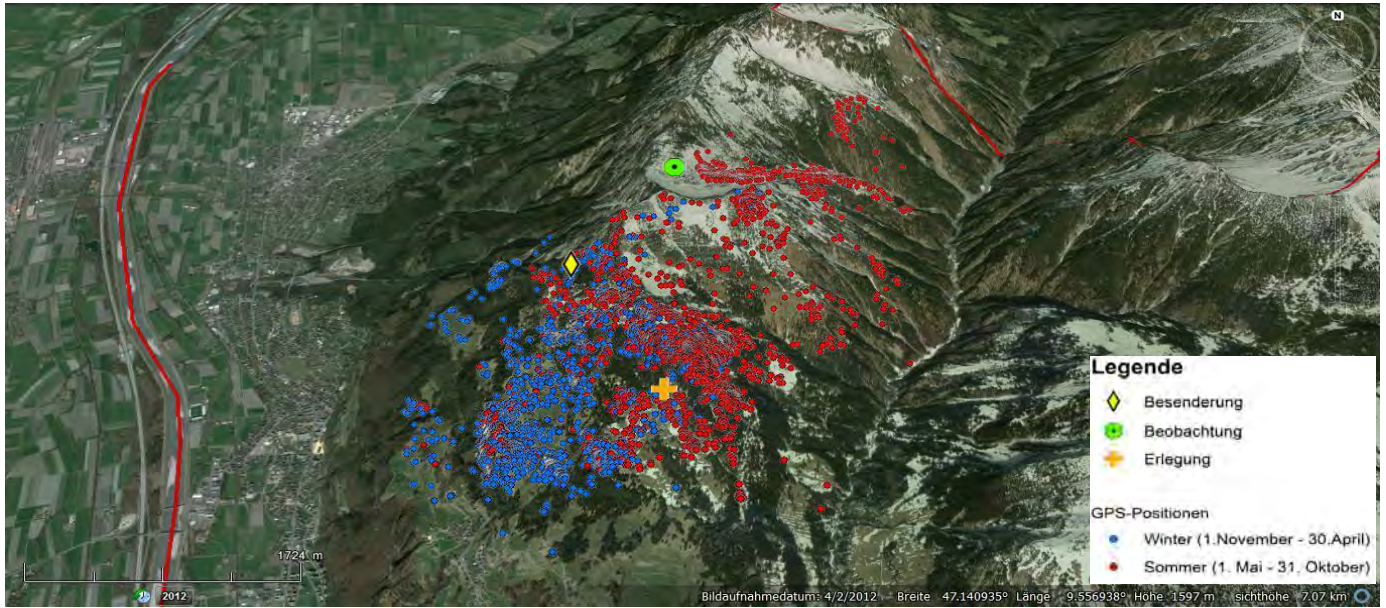 N
Legende
Besenderung
Beobachtung
Erlegung
GPS-Positionen
Winter (1.November - 30.April)
Sommer (1. Mai - 31. Oktober)
1724 m
2012
Bildaufnahmedatum: 4/2/2012 Breite 47.140935° Länge 9.556938° Höhe 1597 m sichthöhe 7.07 km